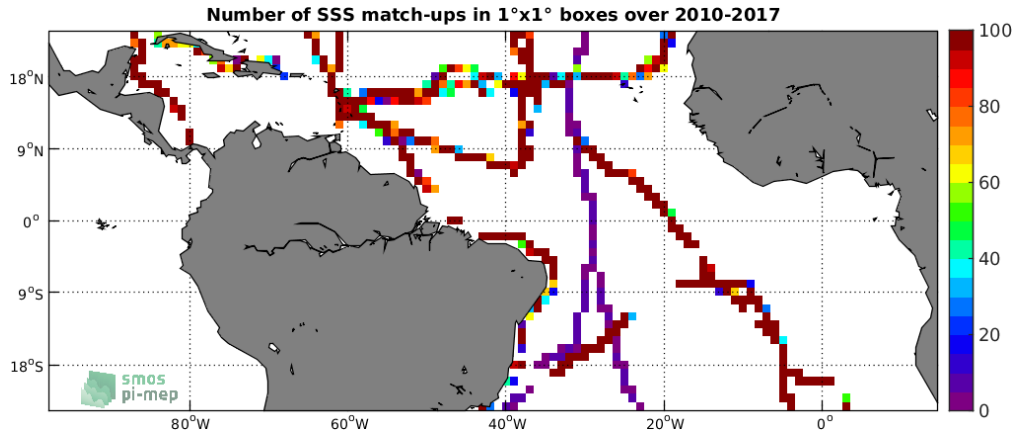 Number of SSS match-ups in 1°x1° boxes over 2010-2017
100
80
60
40
20
0
18°N
9°N
0°
9°S
18°S
80°W
60°W
40°W
20°W
0°
smos
pi-mep